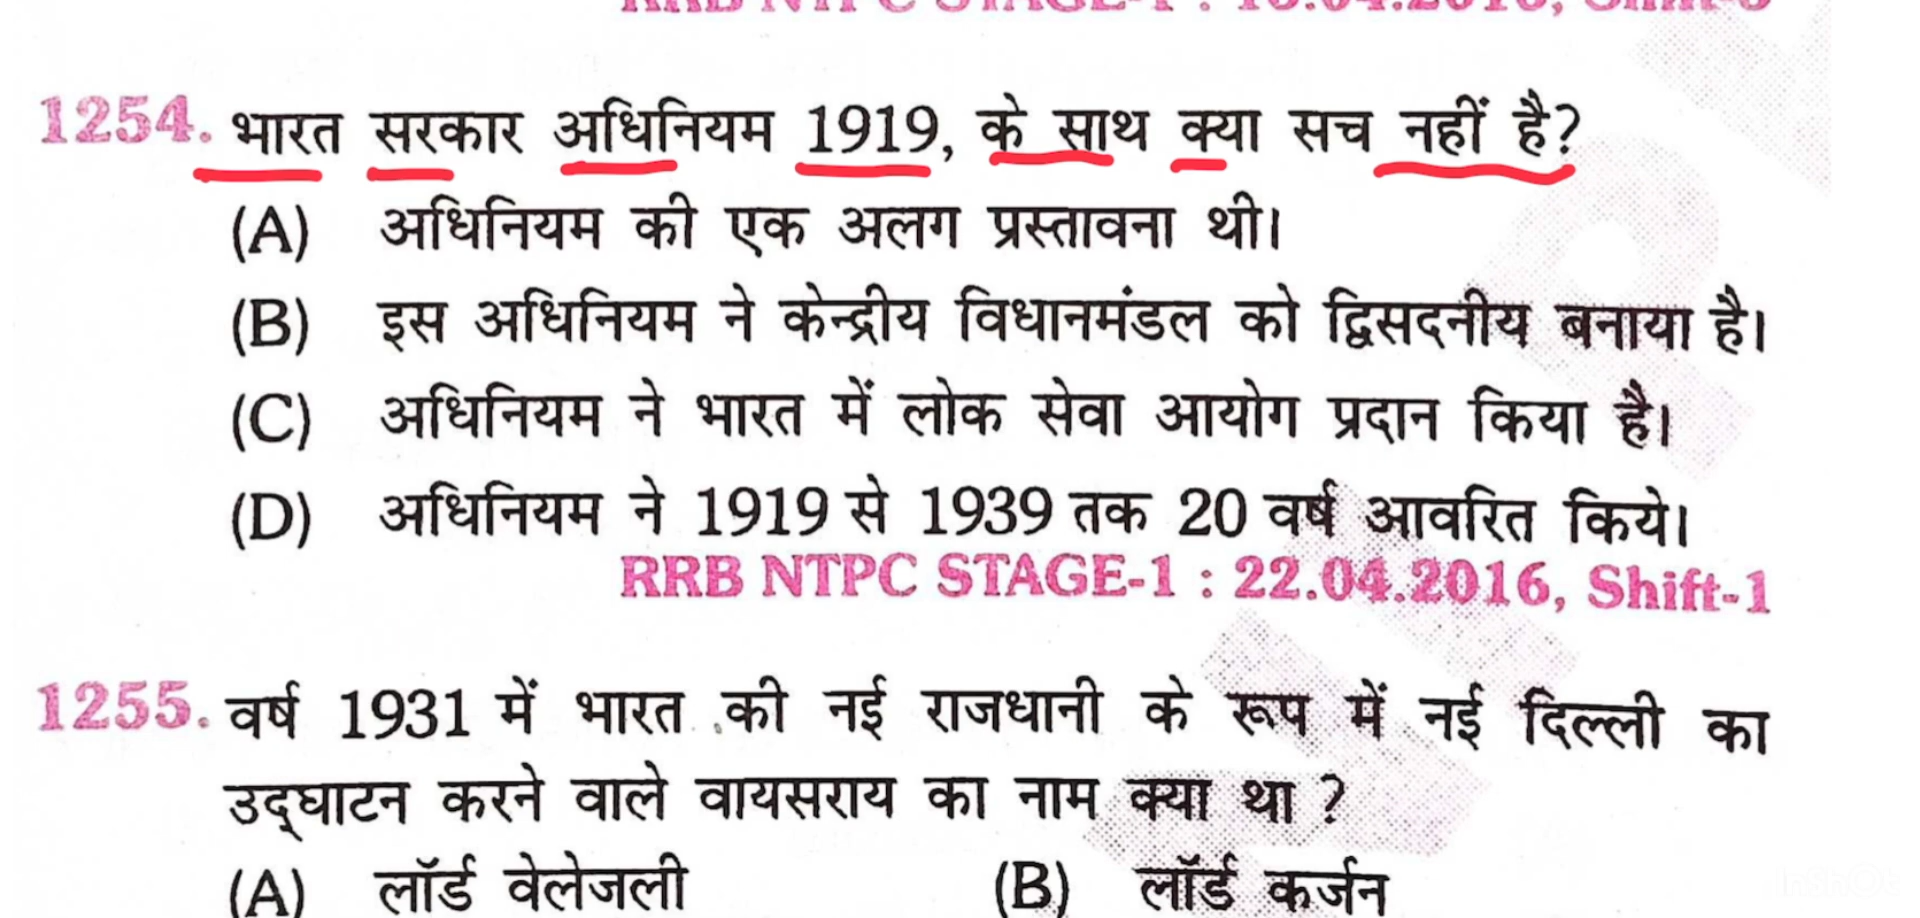 1254. भारत सरकार अधिनियम 1919, के साथ क्या सच नहीं है?
(A) अधिनियम की एक अलग प्रस्तावना थी।
(B) इस अधिनियम ने केन्द्रीय विधानमंडल को द्विसदनीय बनाया है।
(C) अधिनियम ने भारत में लोक सेवा आयोग प्रदान किया है।
(D) अधिनियम ने 1919 से 1939 तक 20 वर्ष आवरित किये।
RRB NTPC STAGE-1 : 22.04.2016, Shift-1
1255. वर्ष 1931 में भारत की नई राजधानी के रूप में नई दिल्ली का
उद्घाटन करने वाले वायसराय का नाम क्या था ?
(A) लॉर्ड वेलेजली (B) लॉर्ड कर्जन